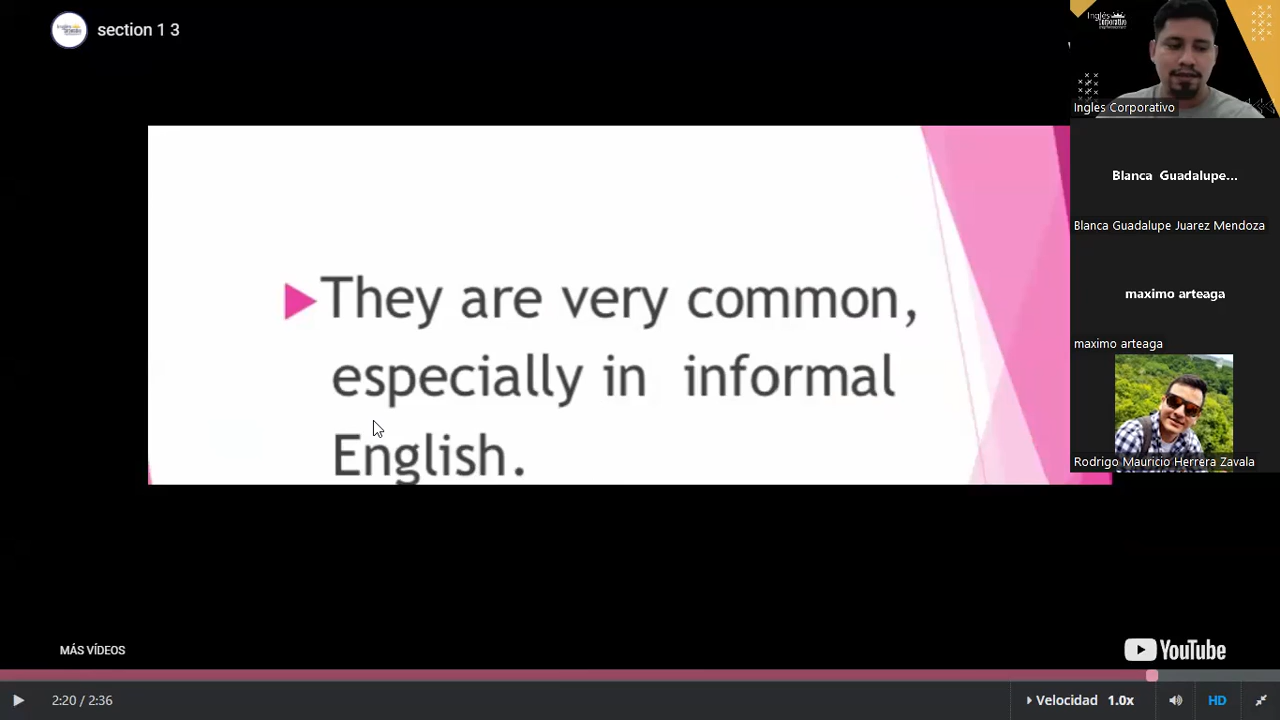 section 1 3
Inglés
Corporativo
Ingles Corporativo
Blanca Guadalupe...
Blanca Guadalupe Juarez Mendoza
maximo arteaga
maximo arteaga
Rodrigo Mauricio Herrera Zavala
They are very common,
especially in informal
English.
MÁS VÍDEOS
YouTube
2:20 / 2:36
Velocidad 1.0x
HD